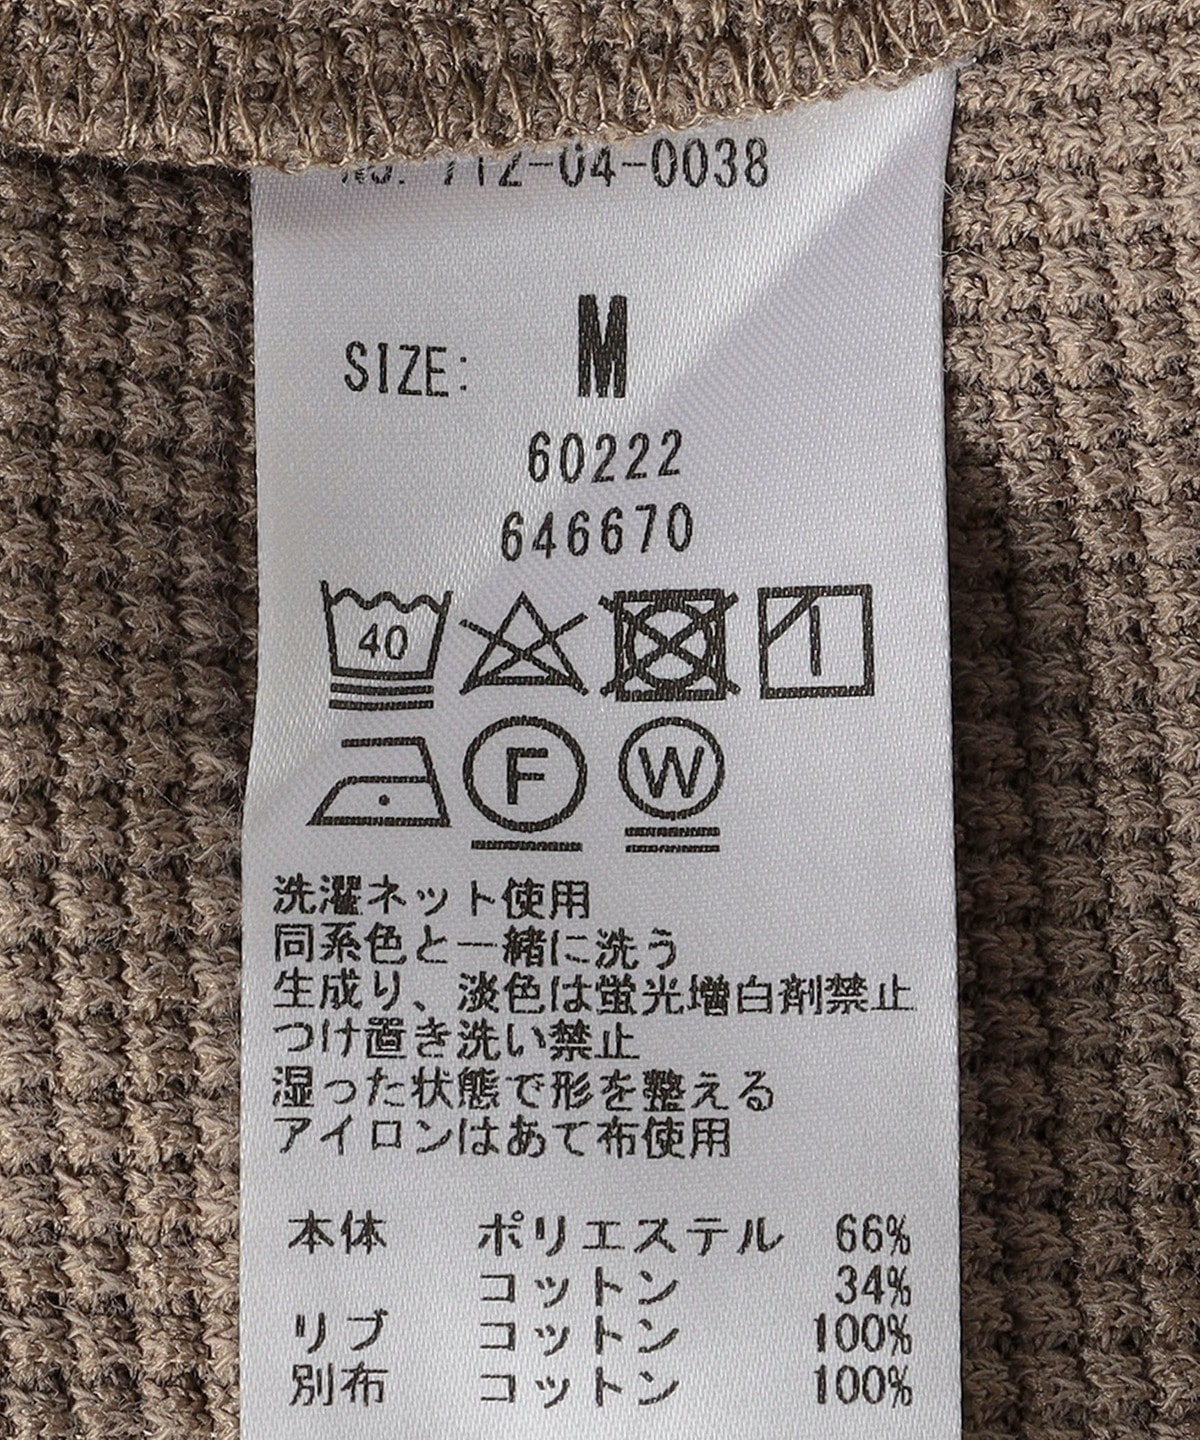 No. 712-04-0038
SIZE: M
60222
646670
40
F W
洗濯ネット使用
同系色と一緒に洗う
生成り、淡色は蛍光増白剤禁止
つけ置き洗い禁止
湿った状態で形を整える
アイロンはあて布使用
本体 ポリエステル 66%
コットン 34%
リブ コットン 100%
別布 コットン 100%